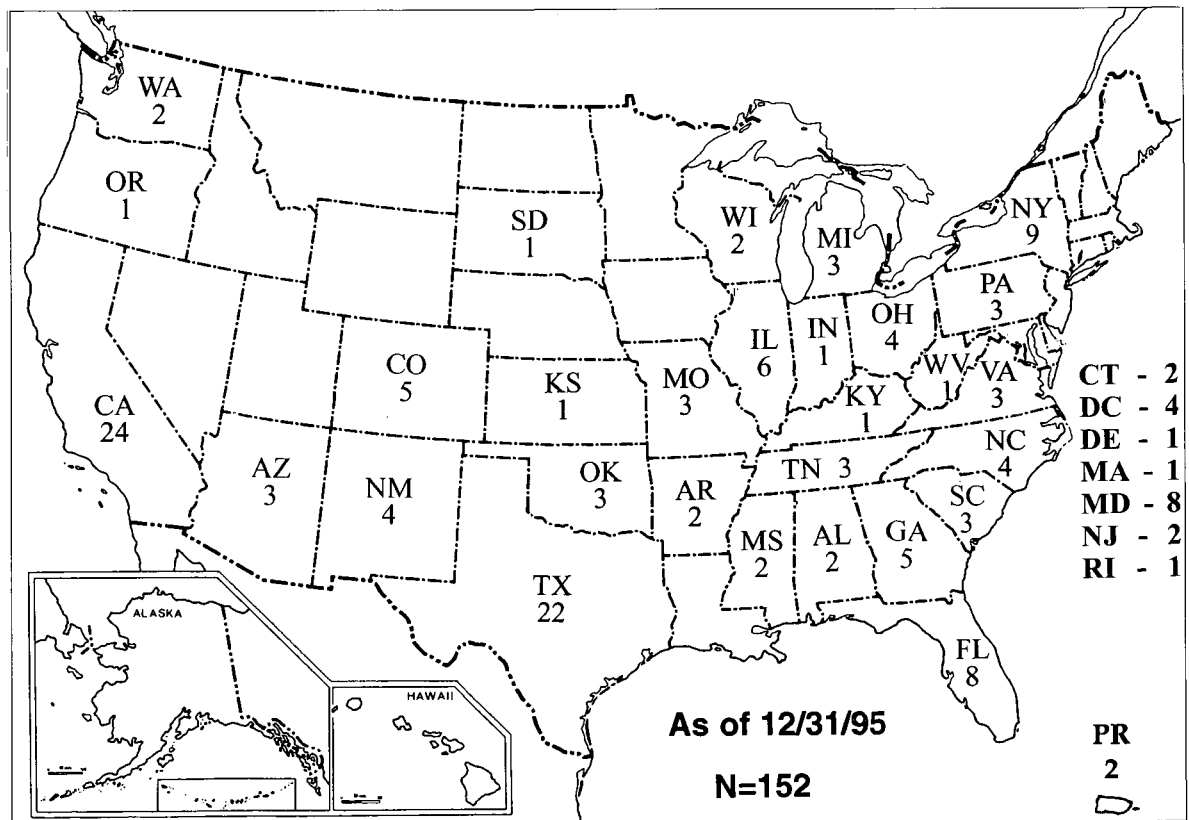 WA
2
OR
1
CA
24
AZ
3
NM
4
CO
5
SD
1
KS
1
OK
3
TX
22
MO
3
AR
2
WI
2
IL
6
MI
3
IN
1
OH
4
KY
1
TN 3
MS
2
AL
2
GA
5
FL
8
SC
3
NC
4
VA
3
WV
1
PA
3
NY
9
CT - 2
DC - 4
DE - 1
MA - 1
MD - 8
NJ - 2
RI - 1
ALASKA
HAWAII
As of 12/31/95
N=152
PR
2